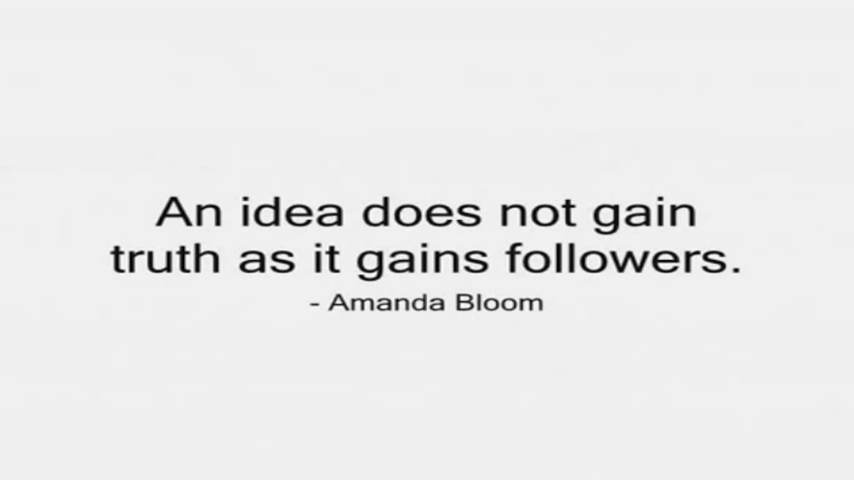 An idea does not gain
truth as it gains followers.
- Amanda Bloom